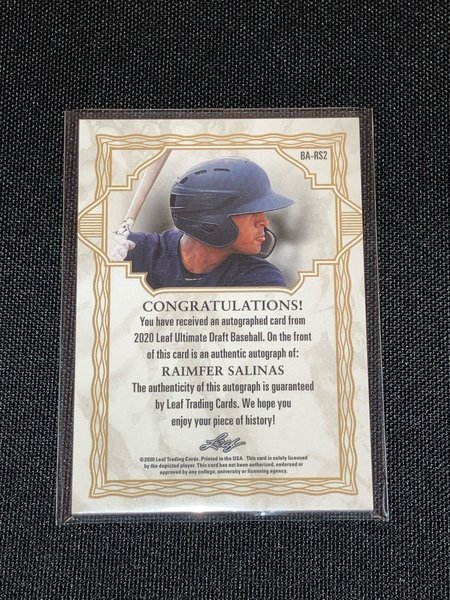 BA-RS2
CONGRATULATIONS!
You have received an autographed card from
2020 Leaf Ultimate Draft Baseball. On the front
of this card is an authentic autograph of:
RAIMFER SALINAS
The authenticity of this autograph is guaranteed
by Leaf Trading Cards. We hope you
enjoy your piece of history!
Leaf
©2020 Leaf Trading Cards. Printed in the USA. This card is solely licensed
by the depicted player. This card has not been authorized, endorsed or
approved by any college, university or licensing agency.